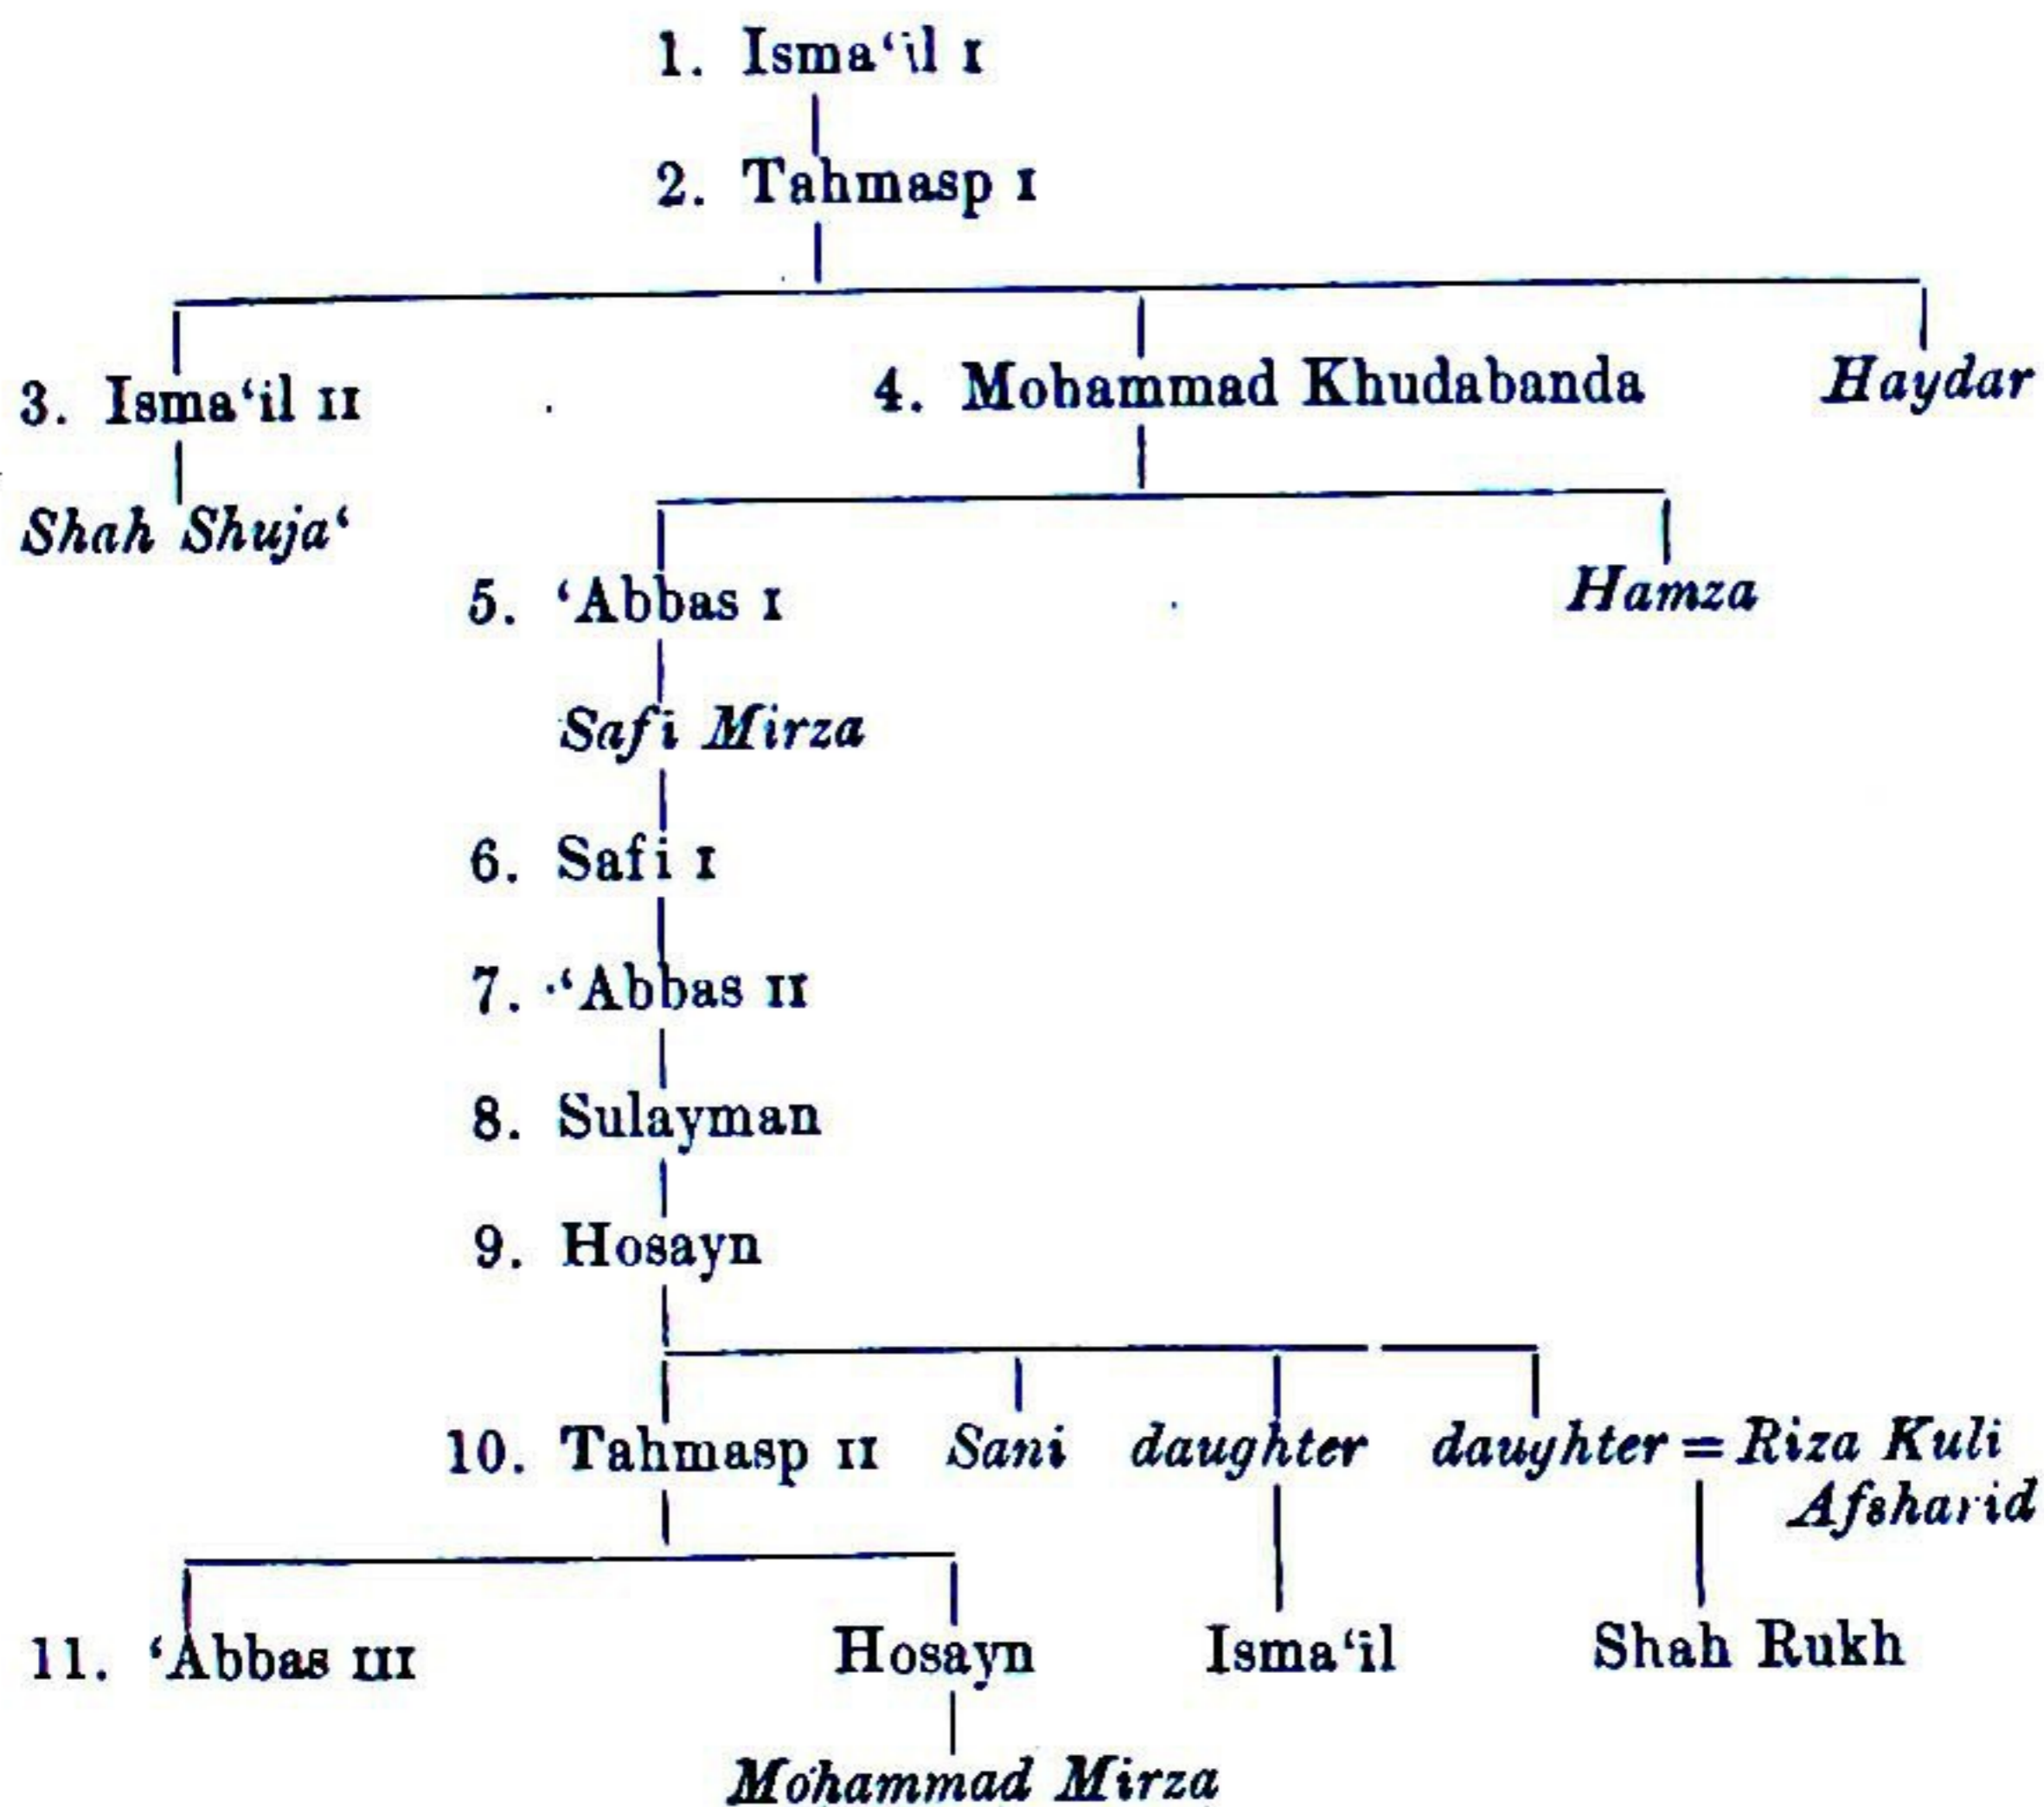 1. Isma‘il I
2. Tahmasp I
3. Isma‘il II
4. Mohammad Khudabanda
Haydar
Shah Shuja‘
5. ‘Abbas I
Hamza
Safi Mirza
6. Safi I
7. ‘Abbas II
8. Sulayman
9. Hosayn
10. Tahmasp II
Sani
daughter
daughter = Riza Kuli
Afsharid
11. ‘Abbas III
Hosayn
Isma‘il
Shah Rukh
Mohammad Mirza